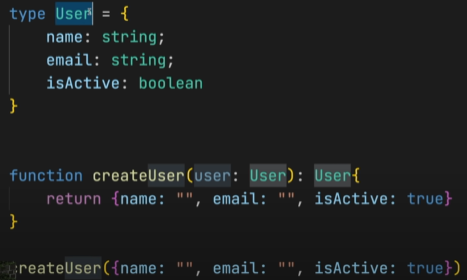 type User = {
    name: string;
    email: string;
    isActive: boolean
}
function createUser(user: User): User{
    return {name: "", email: "", isActive: true}
}
createUser({name: "", email: "", isActive: true})